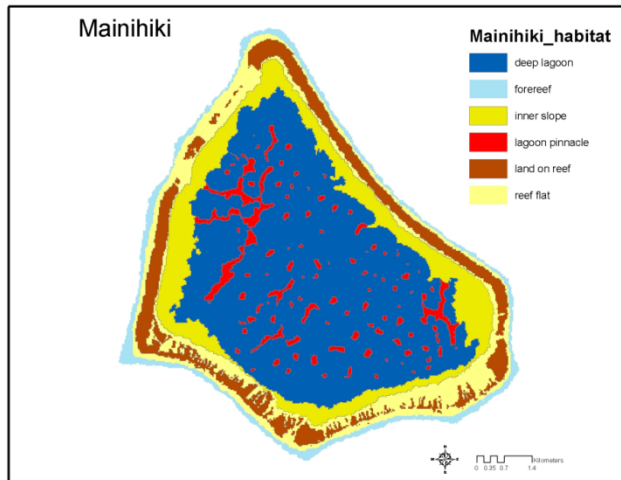 Mainihiki
Mainihiki_habitat
deep lagoon
forereef
inner slope
lagoon pinnacle
land on reef
reef flat
Kilometers
0 0.35 0.7 1.4